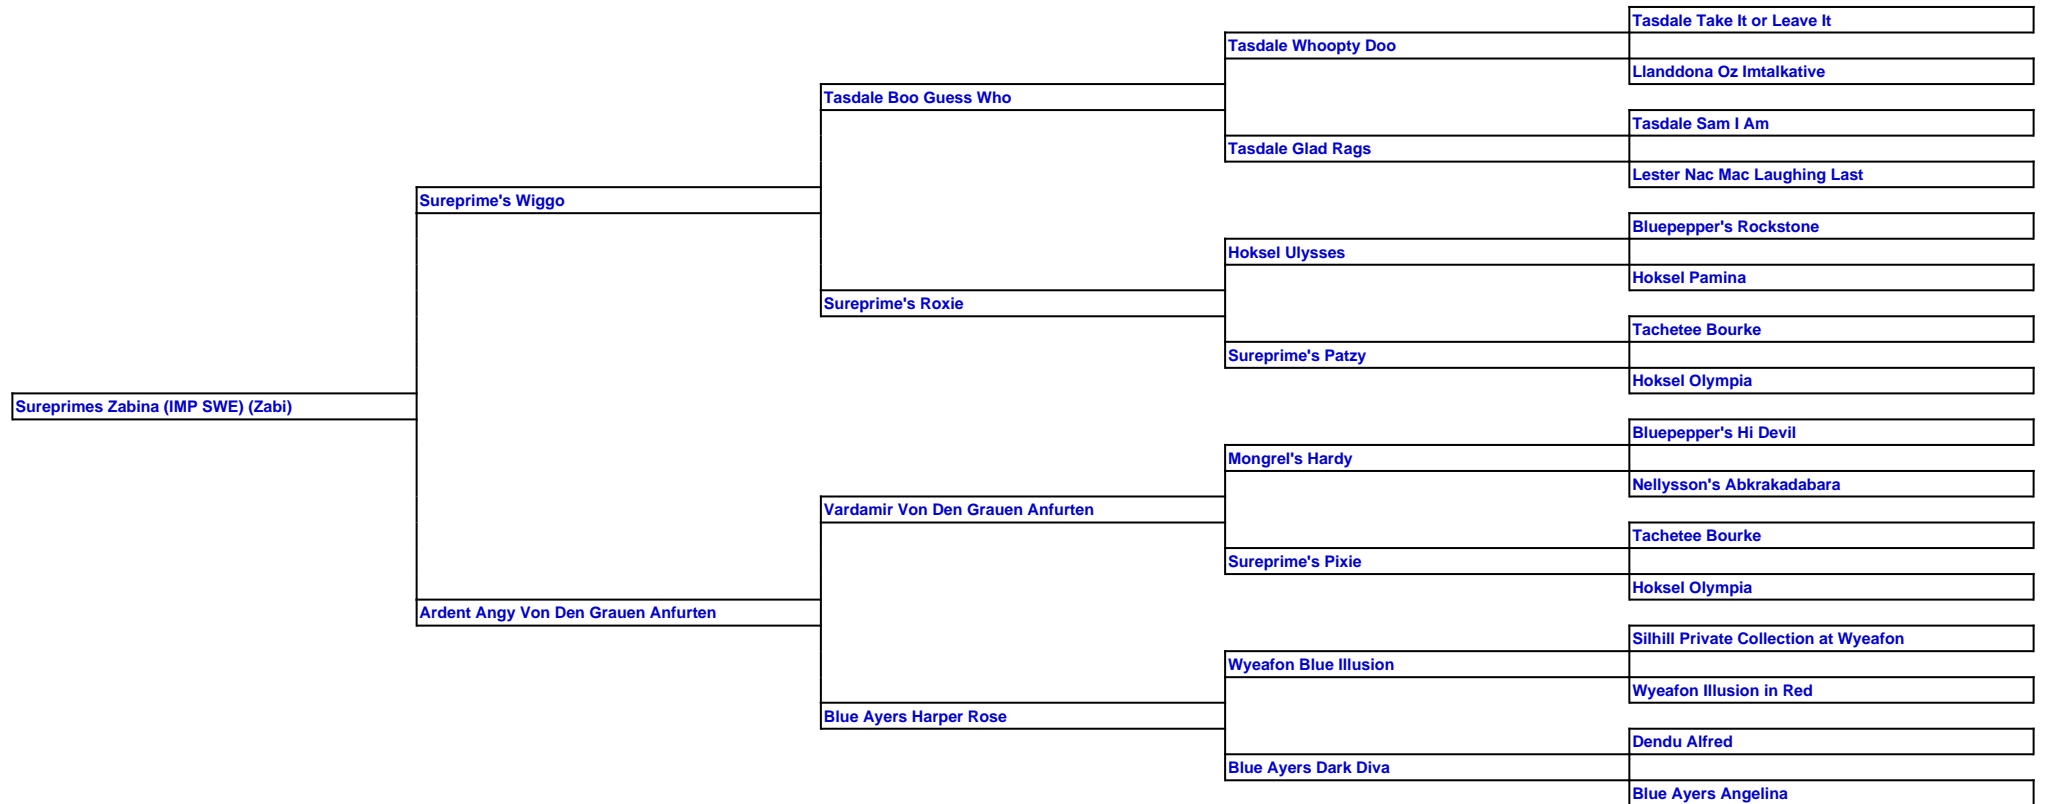 Tasdale Take It or Leave It
Tasdale Whoopty Doo
Llanddona Oz Imtalkative
Tasdale Boo Guess Who
Tasdale Sam I Am
Tasdale Glad Rags
Lester Nac Mac Laughing Last
Sureprime's Wiggo
Bluepepper's Rockstone
Hoksel Ulysses
Hoksel Pamina
Sureprime's Roxie
Tachetee Bourke
Sureprime's Patzy
Hoksel Olympia
Sureprimes Zabina (IMP SWE) (Zabi)
Bluepepper's Hi Devil
Mongrel's Hardy
Nellysson's Abkrakadabara
Vardamir Von Den Grauen Anfurten
Tachetee Bourke
Sureprime's Pixie
Hoksel Olympia
Ardent Angy Von Den Grauen Anfurten
Silhill Private Collection at Wyeafon
Wyeafon Blue Illusion
Wyeafon Illusion in Red
Blue Ayers Harper Rose
Dendu Alfred
Blue Ayers Dark Diva
Blue Ayers Angelina